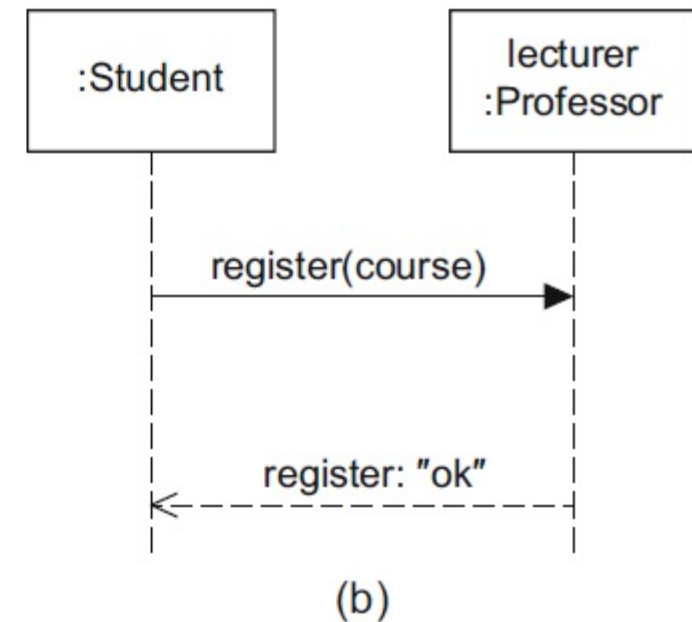 :Student
lecturer
:Professor
register(course)
register: "ok"
(b)